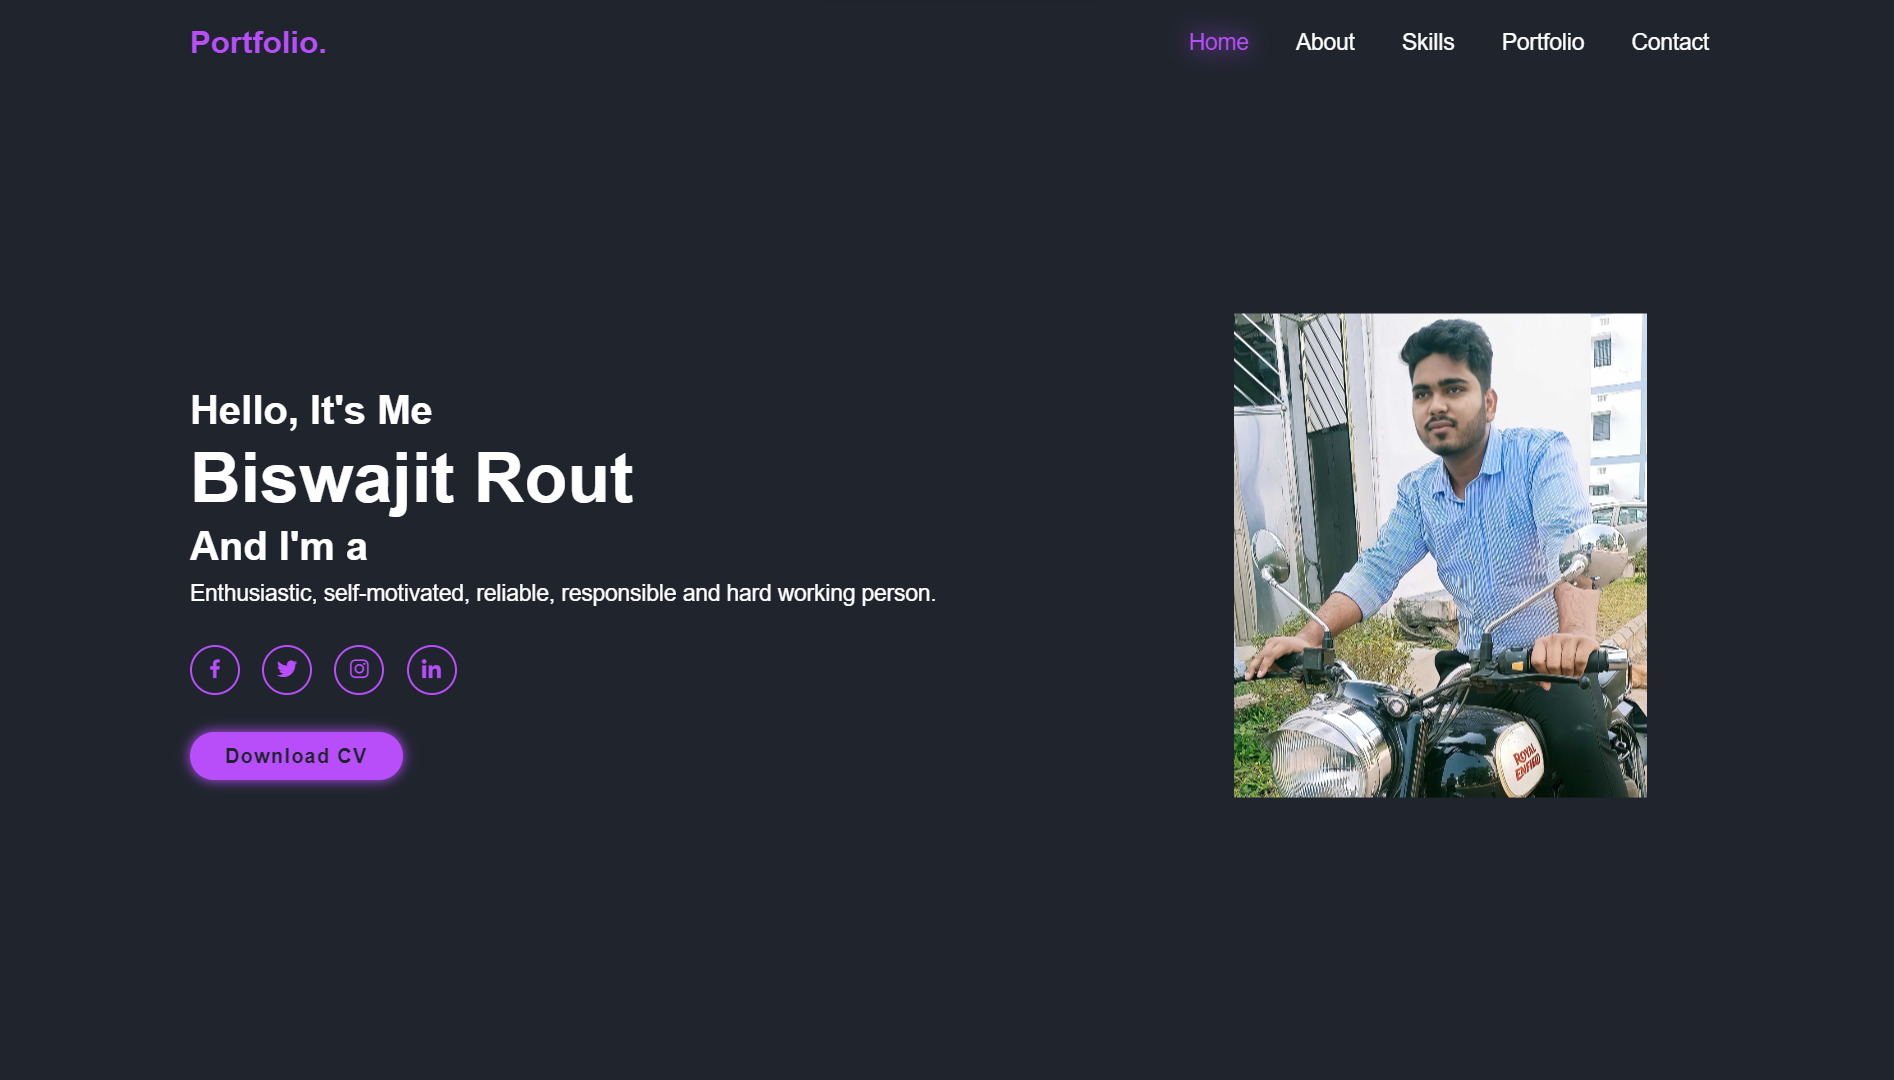 Portfolio.
Home About Skills Portfolio Contact
Hello, It's Me
Biswajit Rout
And I'm a
Enthusiastic, self-motivated, reliable, responsible and hard working person.
Download CV
ROYAL
ENFIELD